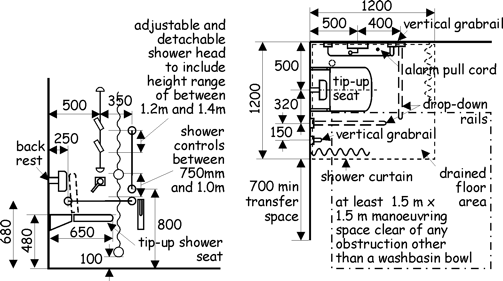 adjustable and
detachable
shower head
to include
height range
of between
1.2m and 1.4m
500
350
250
back
rest
shower
controls
between
750mm
and 1.0m
800
680
480
650
100
tip-up shower
seat
1200
500
400
vertical grabrail
alarm pull cord
500
1200
tip-up
seat
320
drop-down
rails
150
vertical grabrail
shower curtain
drained
floor
area
700 min
transfer
space
at least 1.5 m x
1.5 m manoeuvring
space clear of any
obstruction other
than a washbasin bowl